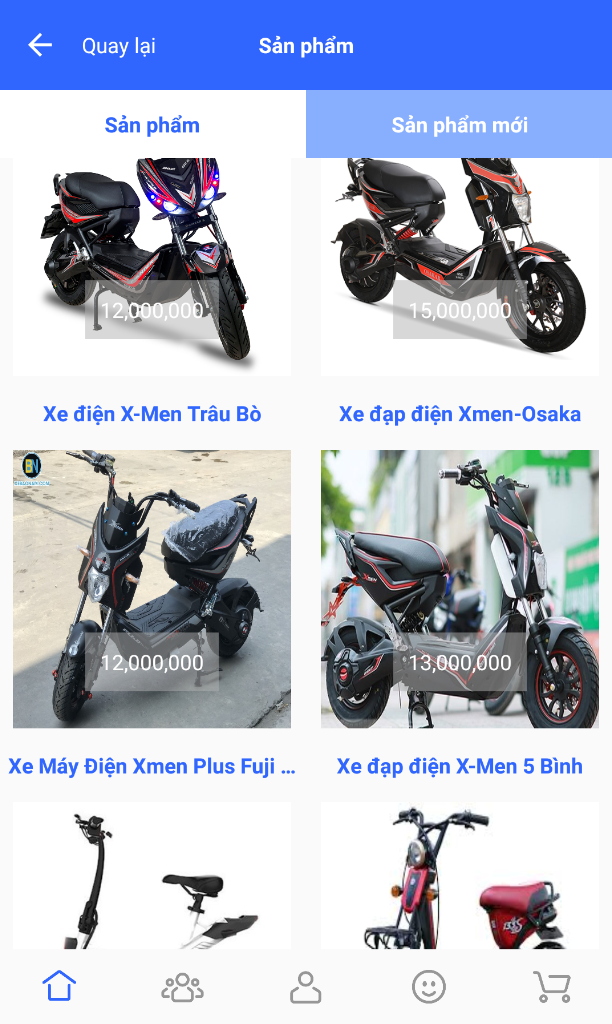 Quay lại
Sản phẩm
Sản phẩm
Sản phẩm mới
12,000,000
15,000,000
Xe điện X-Men Trâu Bò
Xe đạp điện Xmen-Osaka
BN
12,000,000
13,000,000
Xe Máy Điện Xmen Plus Fuji ...
Xe đạp điện X-Men 5 Bình